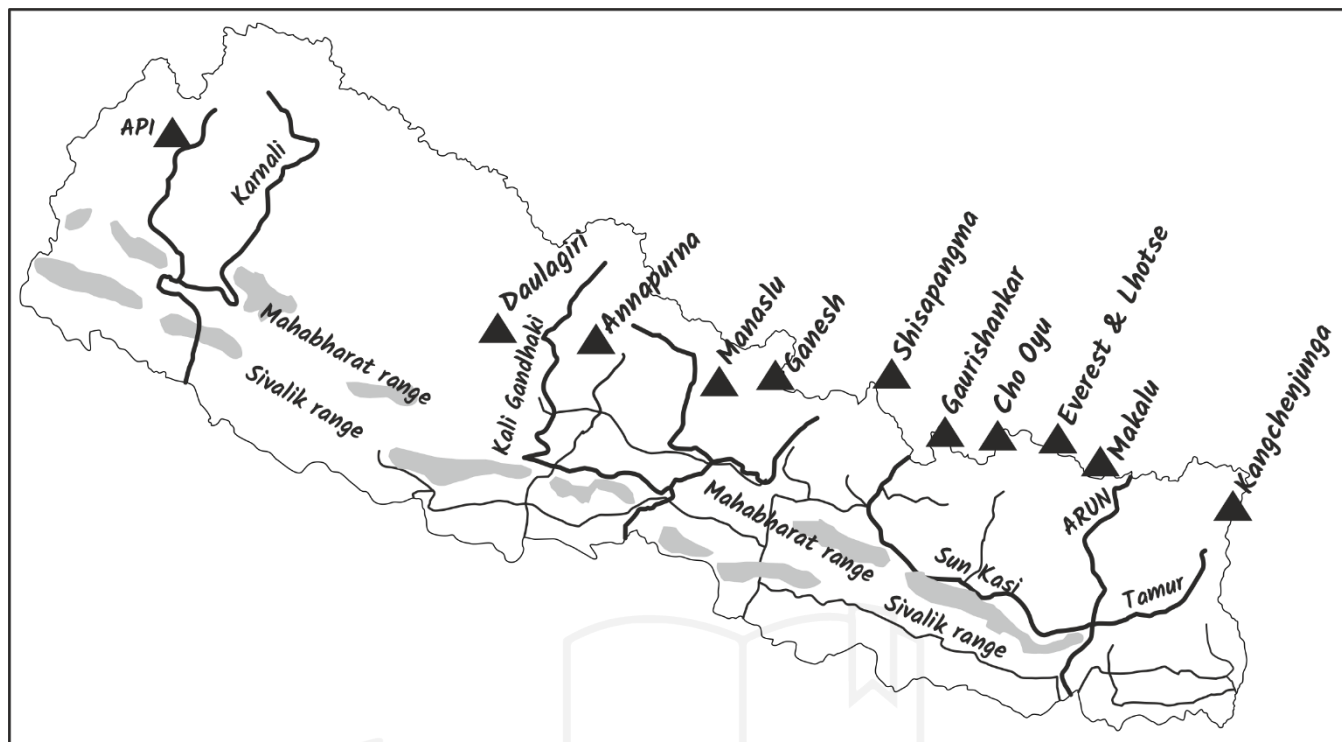 API
Karnali
Mahabharat range
Sivalik range
Daulagiri
Kali Gandhaki
Annapurna
Manaslu
Ganesh
Shisapangma
Gaurishankar
Cho Oyu
Everest & Lhotse
Makalu
Kangchenjunga
ARUN
Mahabharat range
Sun Kasi
Sivalik range
Tamur